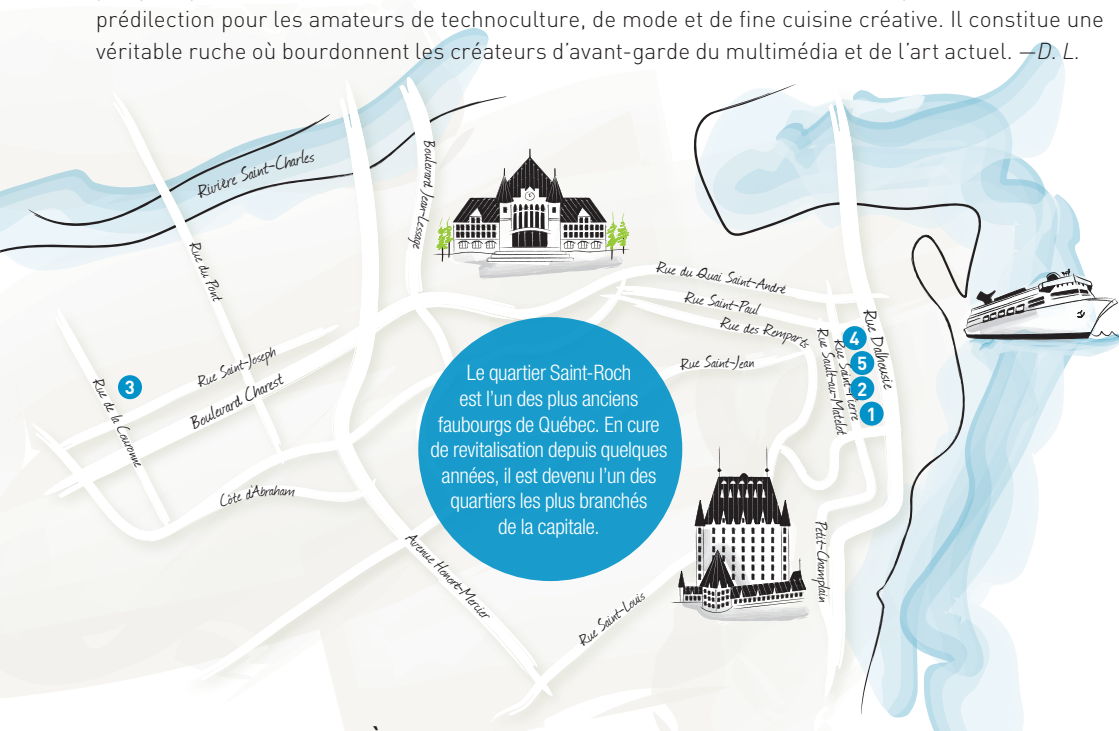 prédilection pour les amateurs de technoculture, de mode et de fine cuisine créative. Il constitue une
véritable ruche où bourdonnent les créateurs d'avant-garde du multimédia et de l'art actuel. —D. L.
Rivière Saint-Charles
Boulevard Jean-Lessage
Rue du Pont
Rue du Quai Saint-André
Rue Saint-Paul
Rue des Remparts
Rue Saint-Jean
Rue Dalhousie
Rue Saint-Pierre
Rue Sault-au-Matelot
4
5
2
1
3
Rue de la Couronne
Rue Saint-Joseph
Boulevard Charest
Côte d'Abraham
Le quartier Saint-Roch
est l'un des plus anciens
faubourgs de Québec. En cure
de revitalisation depuis quelques
années, il est devenu l'un des
quartiers les plus branchés
de la capitale.
Avenue Honoré-Mercier
Rue Saint-Louis
Petit-Champlain